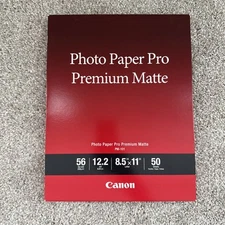 Photo Paper Pro
Premium Matte
Photo Paper Pro Premium Matte
56 12.2 8.5"x11" 50
Canon